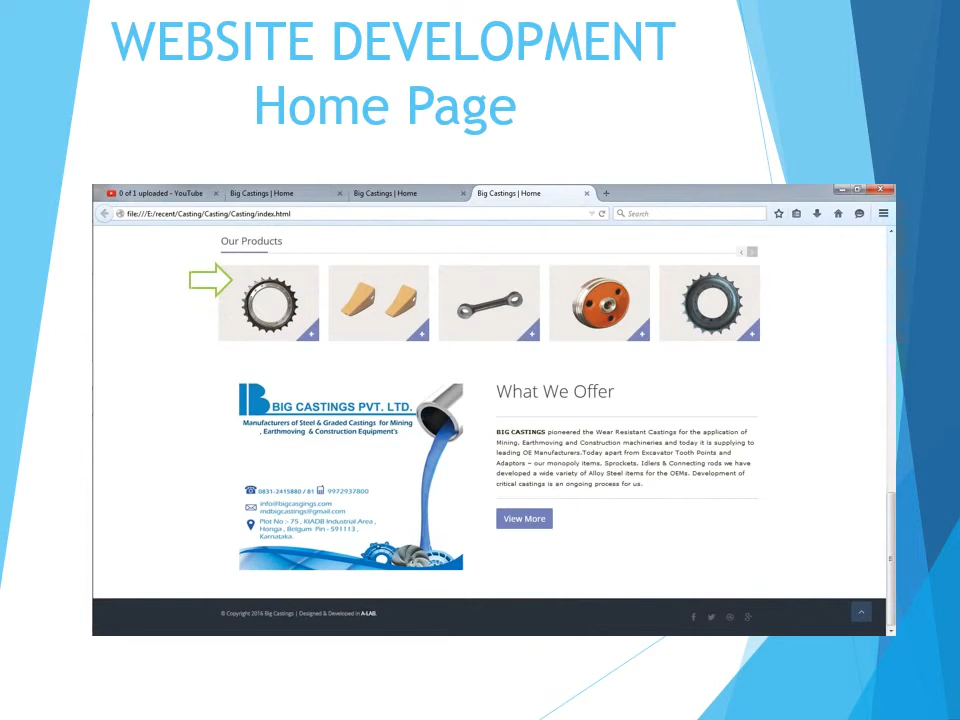 WEBSITE DEVELOPMENT
Home Page
0 of 1 uploaded - YouTube
Big Castings | Home
Big Castings | Home
Big Castings | Home
file:///E:/recent/Casting/Casting/Casting/index.html
Search
Our Products
BIG CASTINGS PVT. LTD.
Manufacturers of Steel & Graded Castings for Mining
, Earthmoving & Construction Equipment's
0831-2415880 / 81 9972937800
info@bigcasgings.com
mdbigcastings@gmail.com
Plot No :- 75 , KIADB Industrial Area ,
Honga , Belgum Pin - 591113 ,
Karnataka.
What We Offer
BIG CASTINGS pioneered the Wear Resistant Castings for the application of
Mining, Earthmoving and Construction machineries and today it is supplying to
leading OE Manufacturers.Today apart from Excavator Tooth Points and
Adaptors – our monopoly items, Sprockets, Idlers & Connecting rods we have
developed a wide variety of Alloy Steel items for the OEMs. Development of
critical castings is an ongoing process for us.
View More
© Copyright 2016 Big Castings | Designed & Developed in A-LAB.